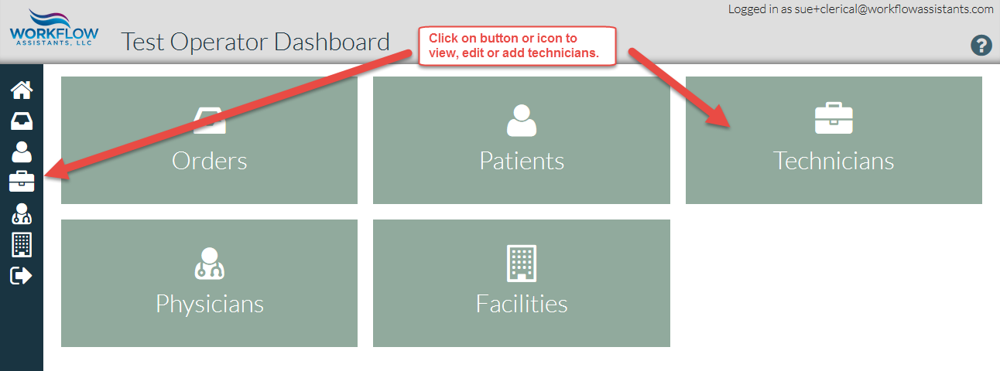 Logged in as sue+clerical@workflowassistants.com
WORKFLOW
ASSISTANTS, LLC
Test Operator Dashboard
Click on button or icon to
view, edit or add technicians.
?
Orders
Patients
Technicians
Physicians
Facilities